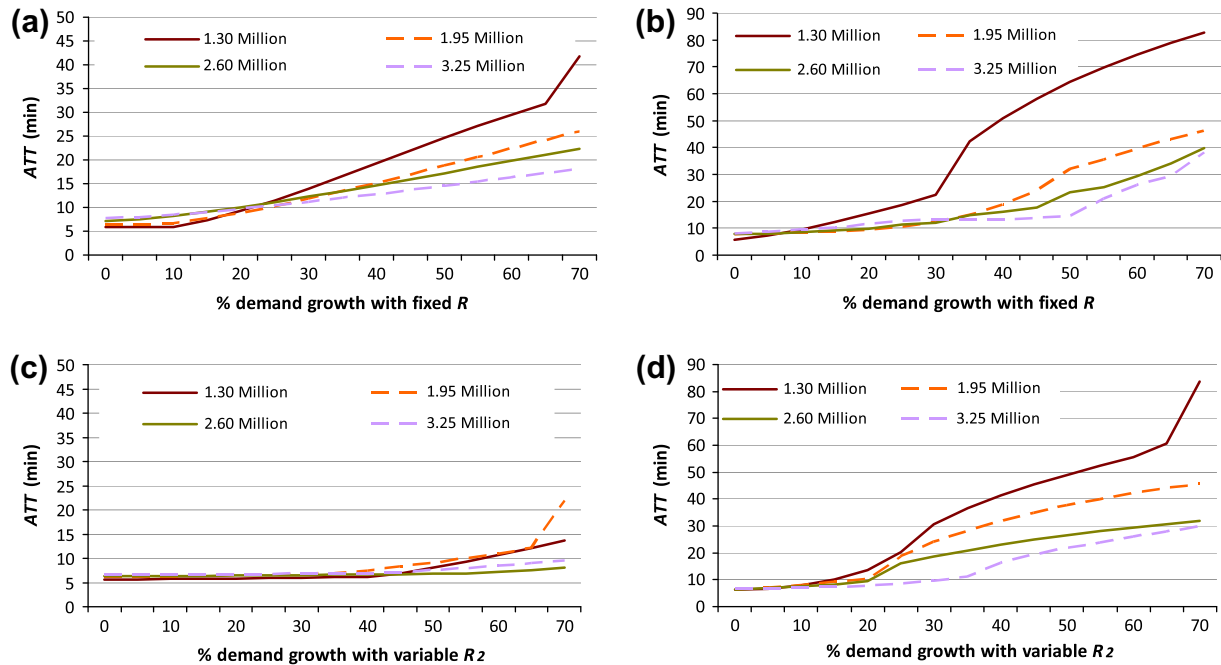 (a)
50
45
40
35
30
25
20
15
10
5
0
ATT (min)
1.30 Million
1.95 Million
2.60 Million
3.25 Million
0 10 20 30 40 50 60 70
% demand growth with fixed R
(b)
90
80
70
60
50
40
30
20
10
0
ATT (min)
1.30 Million
1.95 Million
2.60 Million
3.25 Million
0 10 20 30 40 50 60 70
% demand growth with fixed R
(c)
50
45
40
35
30
25
20
15
10
5
0
ATT (min)
1.30 Million
1.95 Million
2.60 Million
3.25 Million
0 10 20 30 40 50 60 70
% demand growth with variable R2
(d)
90
80
70
60
50
40
30
20
10
0
ATT (min)
1.30 Million
1.95 Million
2.60 Million
3.25 Million
0 10 20 30 40 50 60 70
% demand growth with variable R2